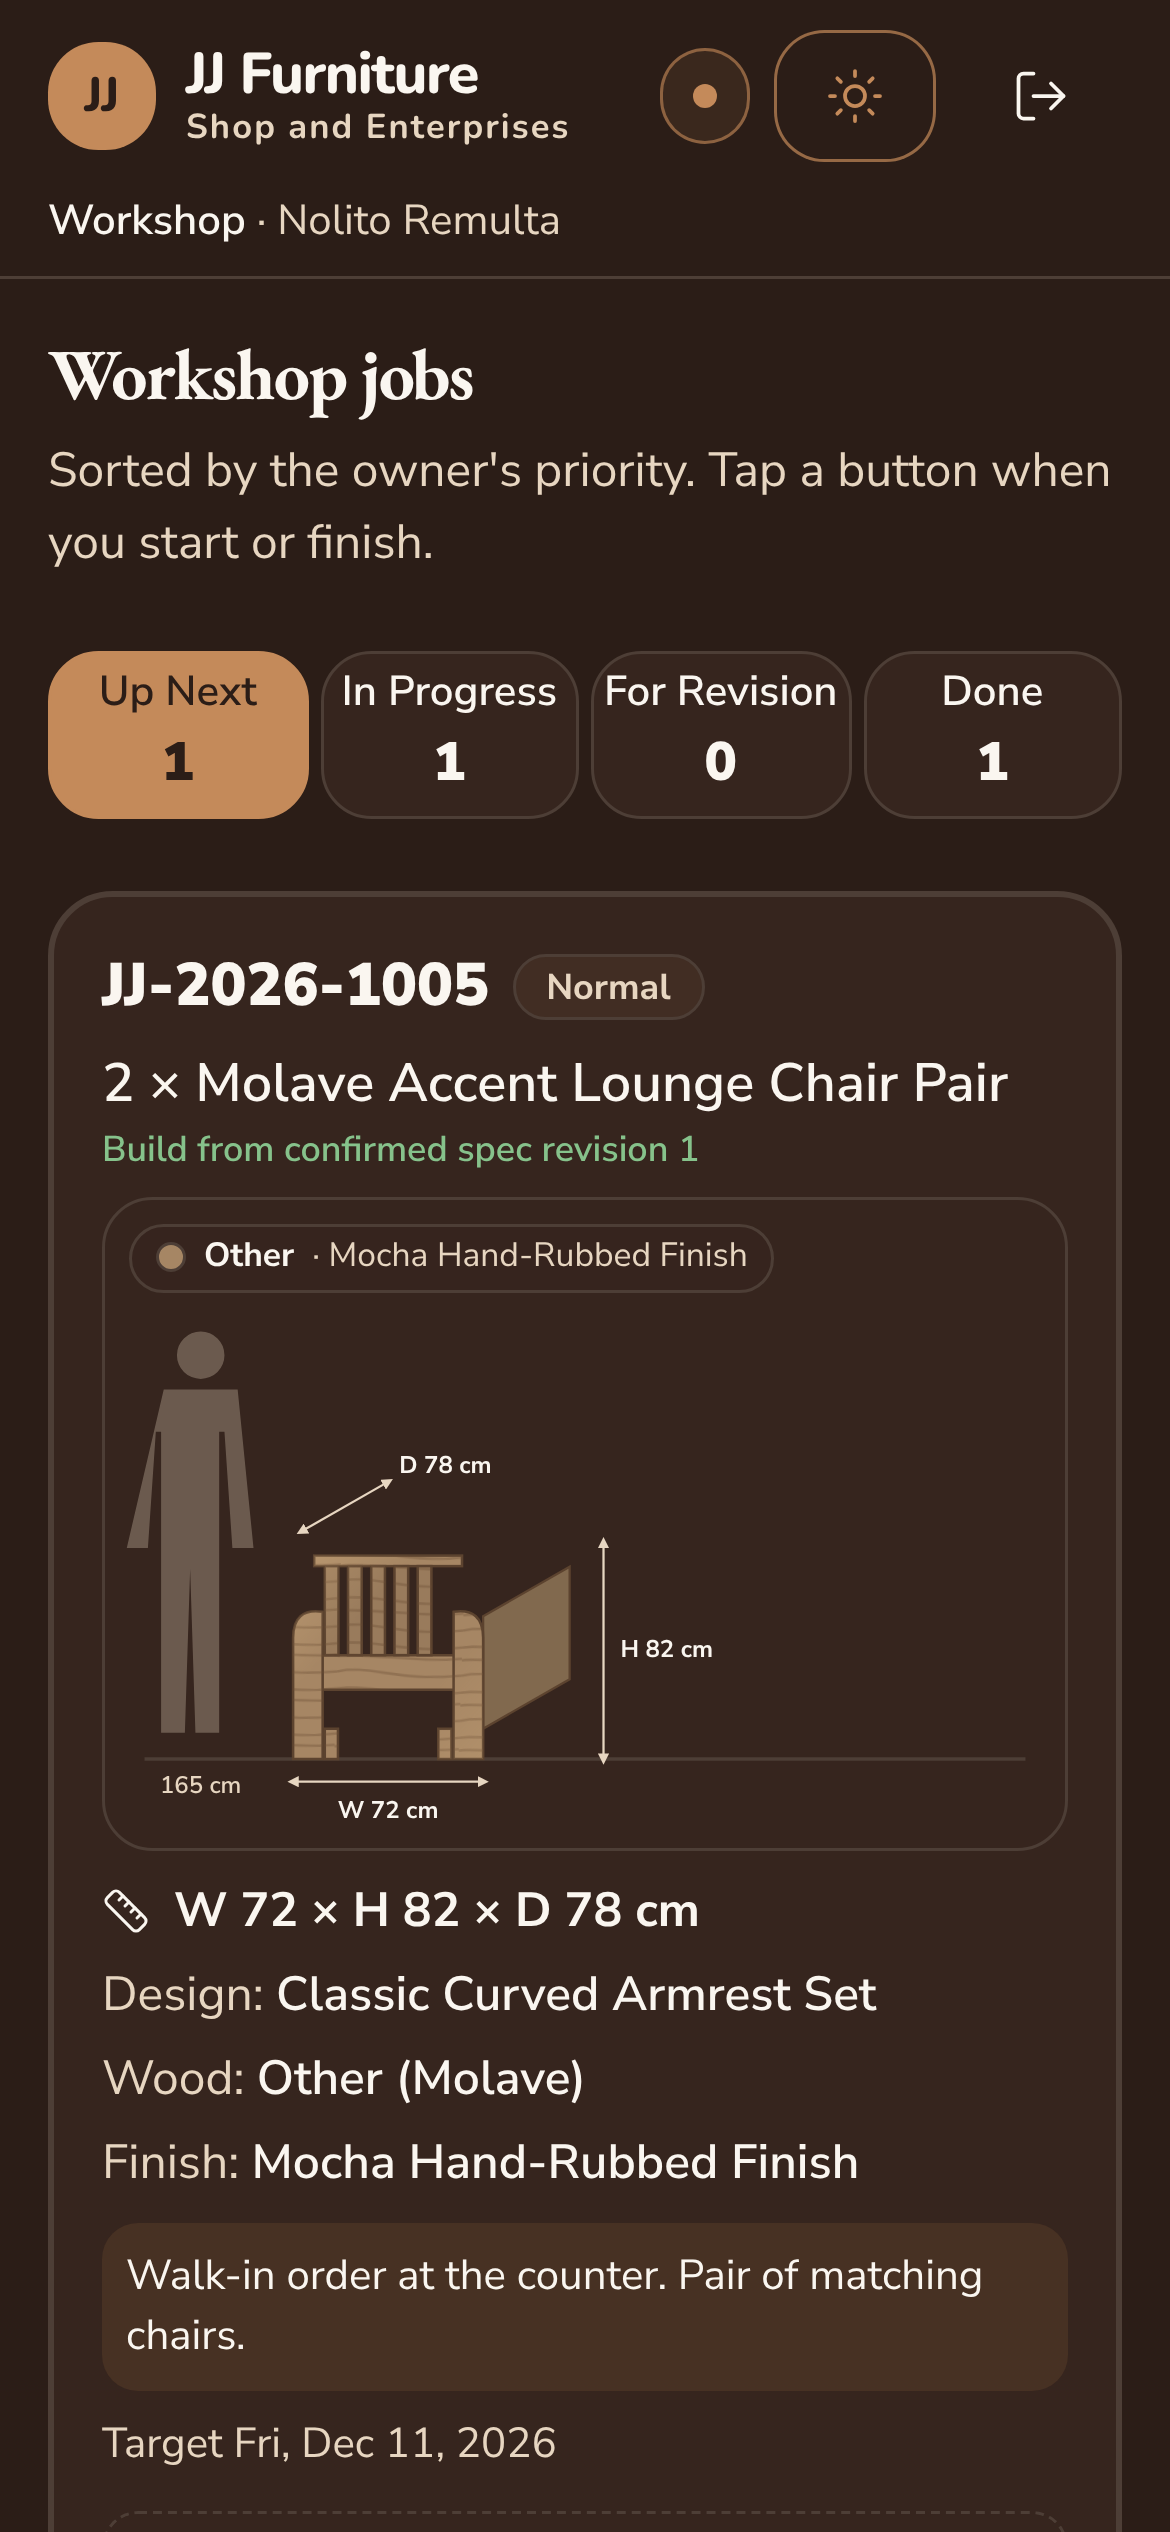 JJ
JJ Furniture
Shop and Enterprises
Workshop · Nolito Remulta
Workshop jobs
Sorted by the owner's priority. Tap a button when
you start or finish.
Up Next
1
In Progress
1
For Revision
0
Done
1
JJ-2026-1005
Normal
2 × Molave Accent Lounge Chair Pair
Build from confirmed spec revision 1
Other · Mocha Hand-Rubbed Finish
D 78 cm
H 82 cm
165 cm
W 72 cm
W 72 × H 82 × D 78 cm
Design: Classic Curved Armrest Set
Wood: Other (Molave)
Finish: Mocha Hand-Rubbed Finish
Walk-in order at the counter. Pair of matching
chairs.
Target Fri, Dec 11, 2026